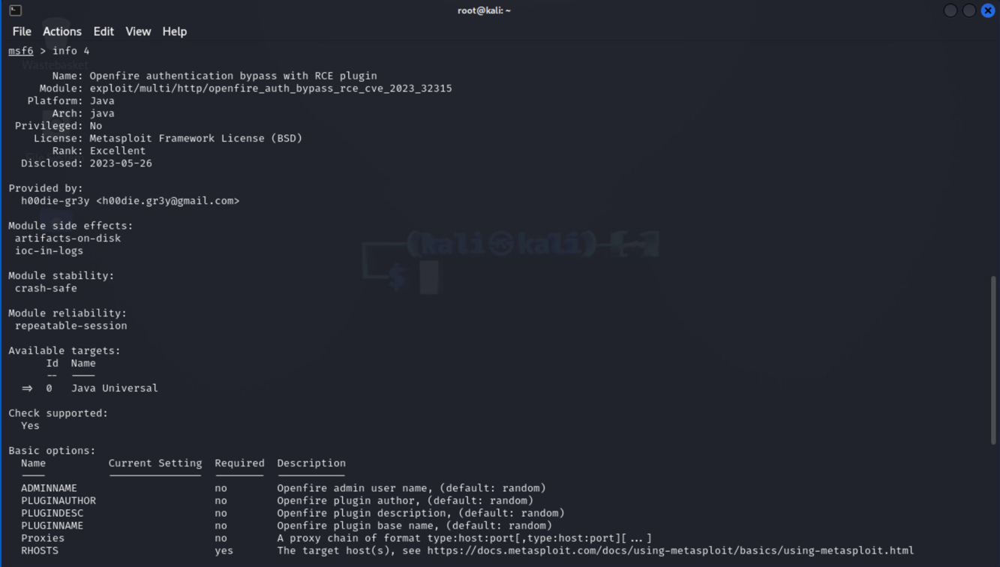 root@kali: ~
File Actions Edit View Help
msf6 > info 4
Wastebasket
Name: Openfire authentication bypass with RCE plugin
Module: exploit/multi/http/openfire_auth_bypass_rce_cve_2023_32315
Platform: Java
Arch: java
Privileged: No
License: Metasploit Framework License (BSD)
Rank: Excellent
Disclosed: 2023-05-26
Provided by:
h00die-gr3y <h00die.gr3y@gmail.com>
Module side effects:
artifacts-on-disk
ioc-in-logs
(kali㉿kali)-[~]
$
Module stability:
crash-safe
Module reliability:
repeatable-session
Available targets:
Id Name
-- ----
=> 0 Java Universal
Check supported:
Yes
Basic options:
Name Current Setting Required Description
---- --------------- -------- -----------
ADMINNAME no Openfire admin user name, (default: random)
PLUGINAUTHOR no Openfire plugin author, (default: random)
PLUGINDESC no Openfire plugin description, (default: random)
PLUGINNAME no Openfire plugin base name, (default: random)
Proxies no A proxy chain of format type:host:port[,type:host:port][...]
RHOSTS yes The target host(s), see https://docs.metasploit.com/docs/using-metasploit/basics/using-metasploit.html